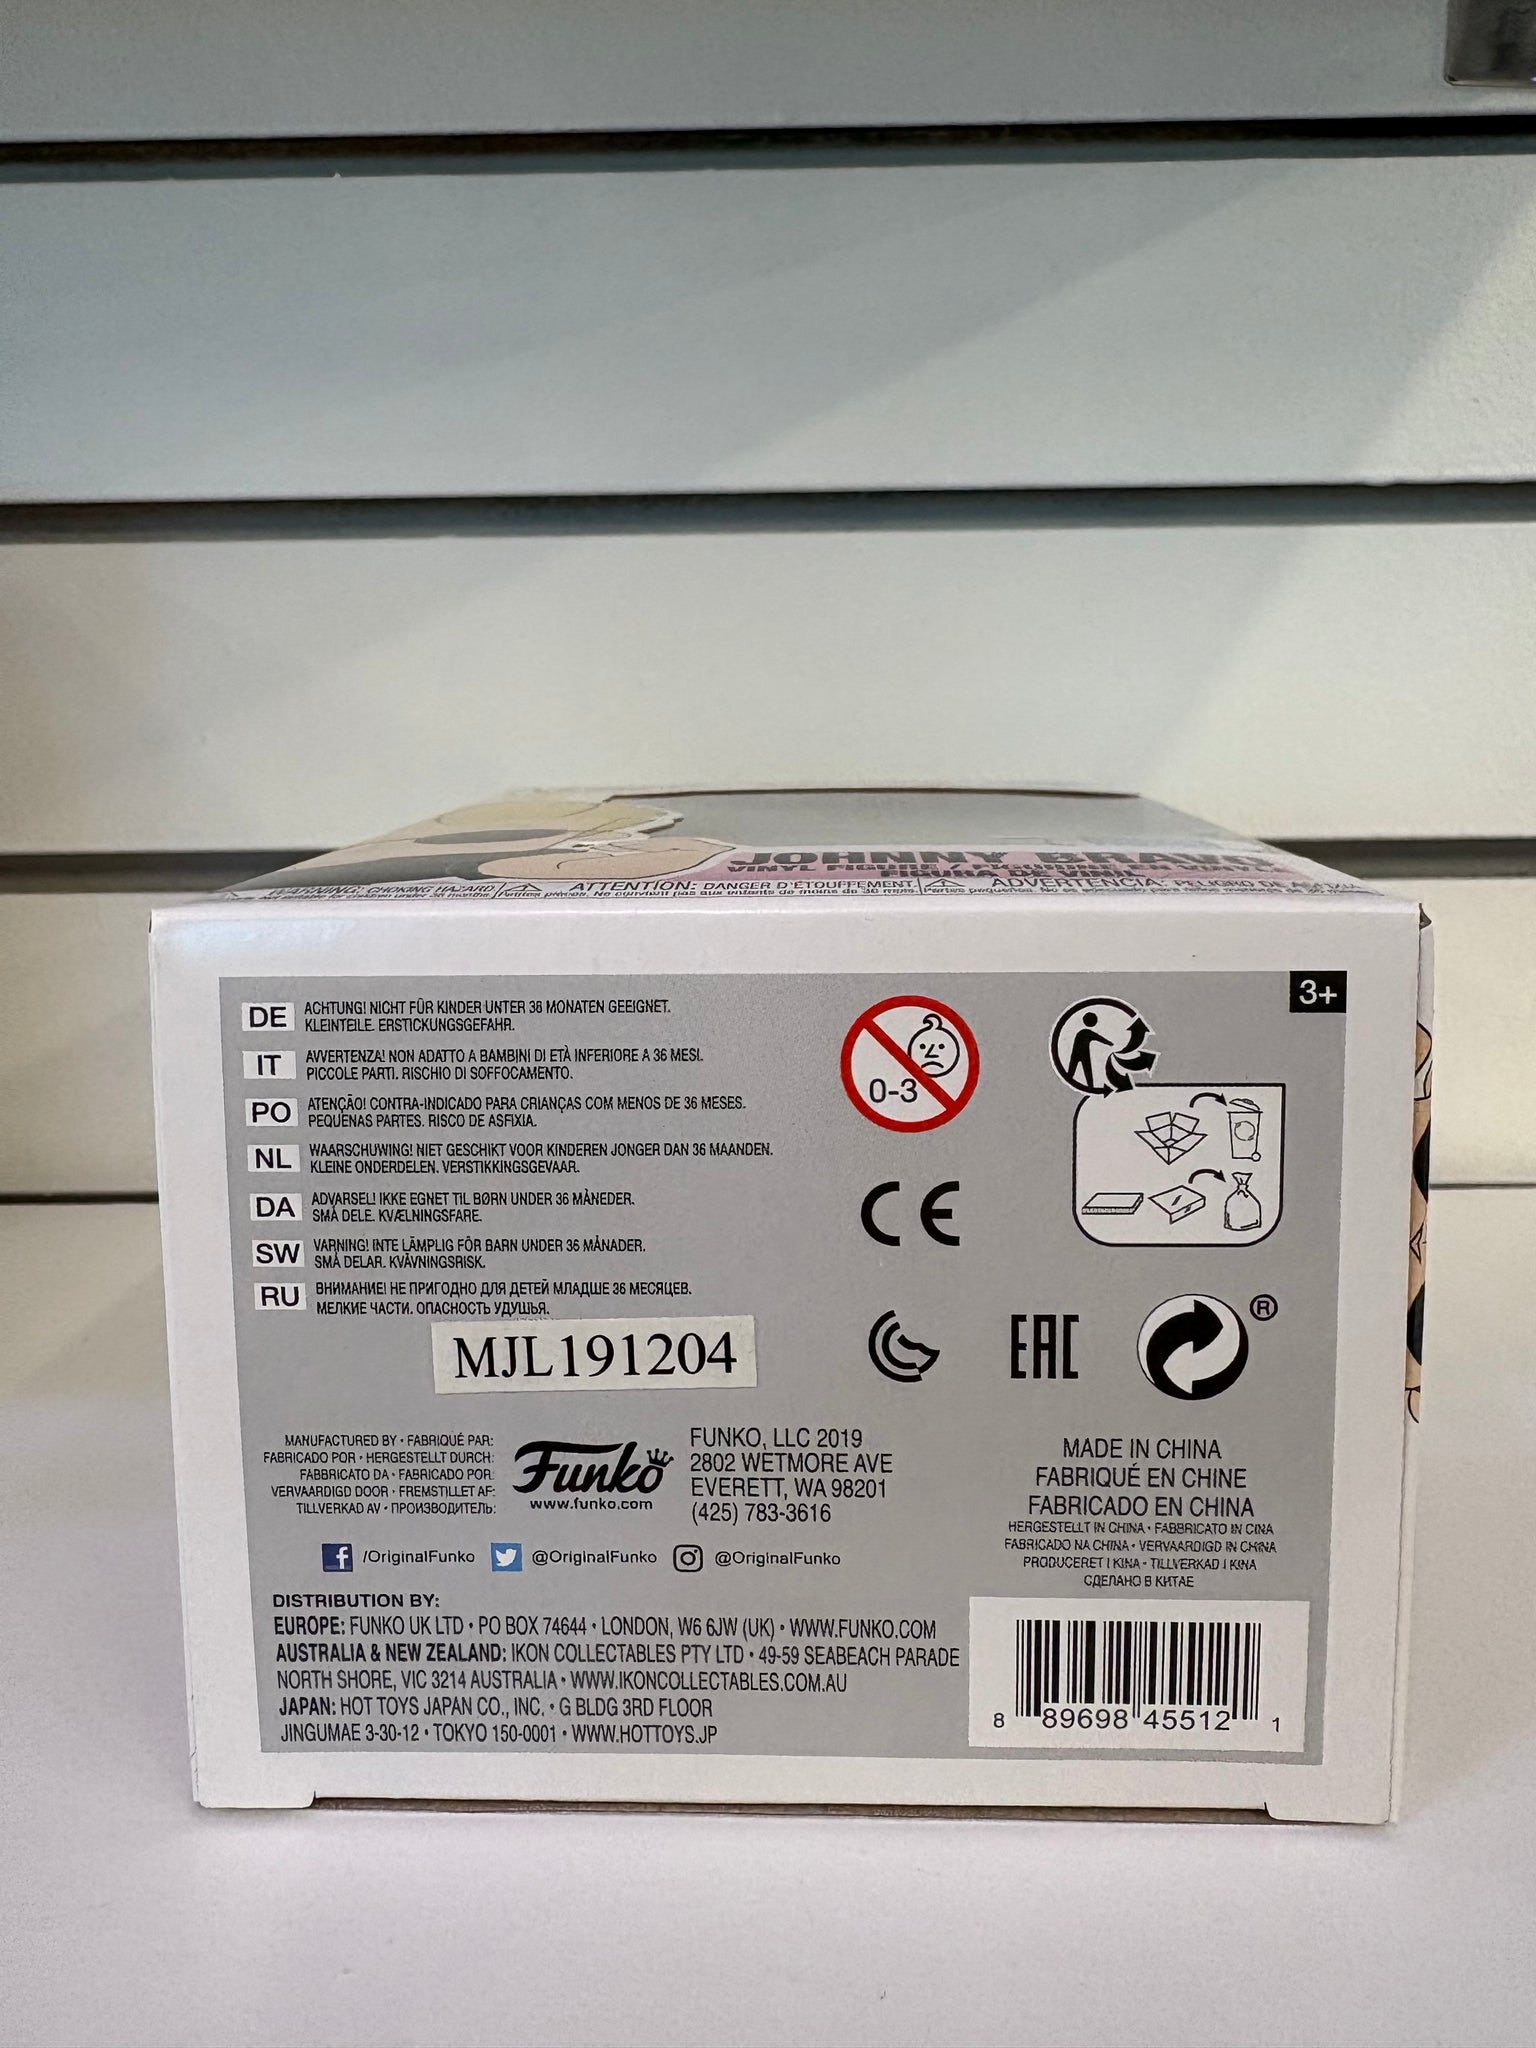 JOHNNY BRAVO
VINYL FIGURE /
FIGURA DE VINIL
WARNING: CHOKING HAZARD
ATTENTION: DANGER D'ÉTOUFFEMENT.
ADVERTENCIA: PELIGRO DE
3+
DE ACHTUNG! NICHT FÜR KINDER UNTER 36 MONATEN GEEIGNET.
KLEINTEILE. ERSTICKUNGSGEFAHR.
IT AVVERTENZA! NON ADATTO A BAMBINI DI ETÀ INFERIORE A 36 MESI.
PICCOLE PARTI. RISCHIO DI SOFFOCAMENTO.
PO ATENÇÃO! CONTRA-INDICADO PARA CRIANÇAS COM MENOS DE 36 MESES.
PEQUENAS PARTES. RISCO DE ASFIXIA.
NL WAARSCHUWING! NIET GESCHIKT VOOR KINDEREN JONGER DAN 36 MAANDEN.
KLEINE ONDERDELEN. VERSTIKKINGSGEVAAR.
DA ADVARSEL! IKKE EGNET TIL BØRN UNDER 36 MÅNEDER.
SMÅ DELE. KVÆLNINGSFARE.
SW VARNING! INTE LÄMPLIG FÖR BARN UNDER 36 MÅNADER.
SMÅ DELAR. KVÄVNINGSRISK.
RU ВНИМАНИЕ! НЕ ПРИГОДНО ДЛЯ ДЕТЕЙ МЛАДШЕ 36 МЕСЯЦЕВ.
МЕЛКИЕ ЧАСТИ. ОПАСНОСТЬ УДУШЬЯ.
0-3
CE
EAC
®
MJL191204
MANUFACTURED BY • FABRIQUÉ PAR:
FABRICADO POR • HERGESTELLT DURCH:
FABBRICATO DA • FABRICADO POR:
VERVAARDIGD DOOR • FREMSTILLET AF:
TILLVERKAD AV • ПРОИЗВОДИТЕЛЬ:
Funko
www.funko.com
FUNKO, LLC 2019
2802 WETMORE AVE
EVERETT, WA 98201
(425) 783-3616
MADE IN CHINA
FABRIQUÉ EN CHINE
FABRICADO EN CHINA
HERGESTELLT IN CHINA • FABBRICATO IN CINA
FABRICADO NA CHINA • VERVAARDIGD IN CHINA
PRODUCERET I KINA • TILLVERKAD I KINA
СДЕЛАНО В КИТАЕ
/OriginalFunko @OriginalFunko @OriginalFunko
DISTRIBUTION BY:
EUROPE: FUNKO UK LTD • PO BOX 74644 • LONDON, W6 6JW (UK) • WWW.FUNKO.COM
AUSTRALIA & NEW ZEALAND: IKON COLLECTABLES PTY LTD • 49-59 SEABEACH PARADE
NORTH SHORE, VIC 3214 AUSTRALIA • WWW.IKONCOLLECTABLES.COM.AU
JAPAN: HOT TOYS JAPAN CO., INC. • G BLDG 3RD FLOOR
JINGUMAE 3-30-12 • TOKYO 150-0001 • WWW.HOTTOYS.JP
8 89698 45512 1